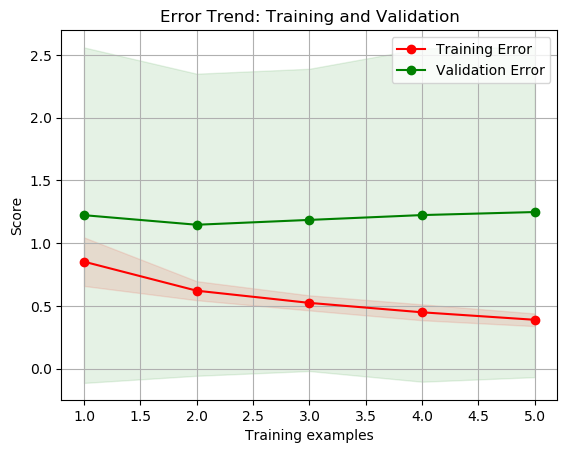 Error Trend: Training and Validation
Training Error
Validation Error
Score
2.5
2.0
1.5
1.0
0.5
0.0
1.0 1.5 2.0 2.5 3.0 3.5 4.0 4.5 5.0
Training examples